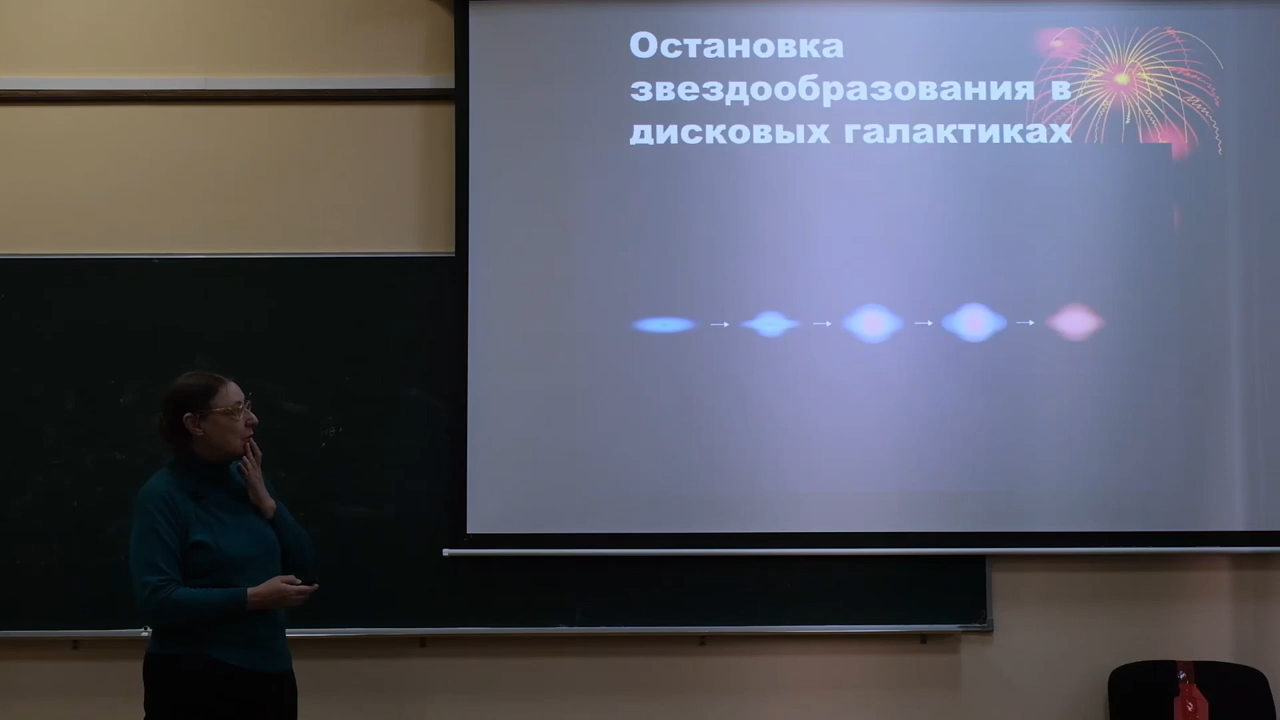 Остановка
звездообразования в
дисковых галактиках